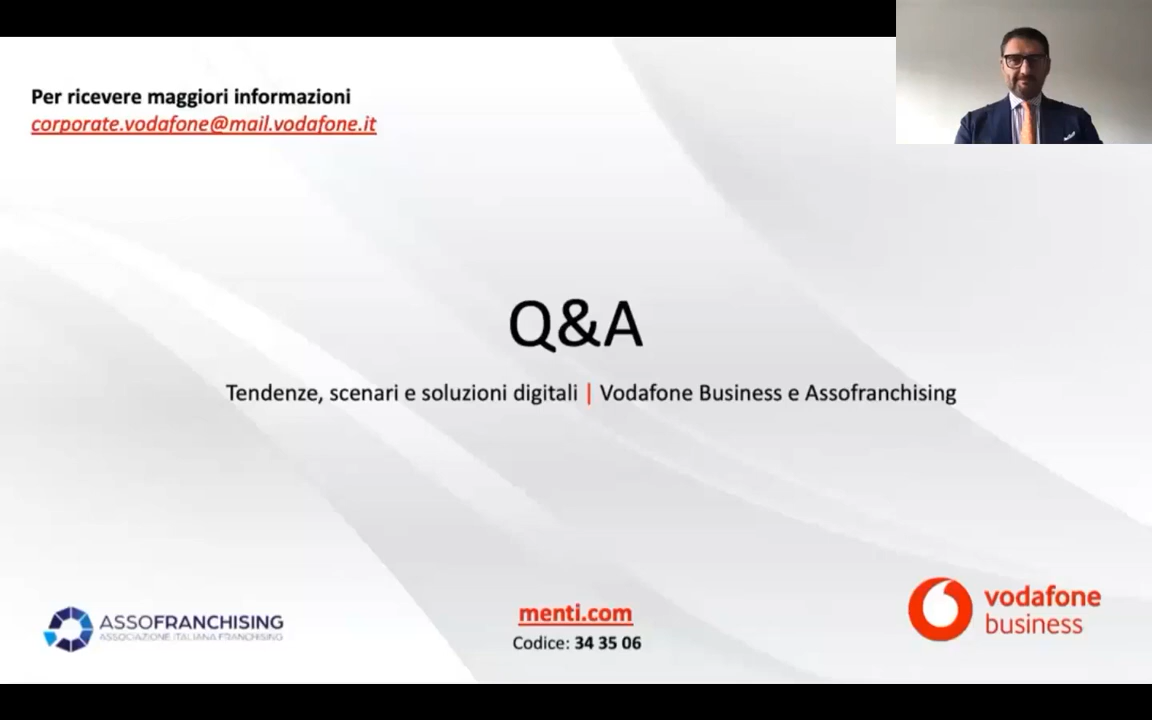 Per ricevere maggiori informazioni
corporate.vodafone@mail.vodafone.it
Q&A
Tendenze, scenari e soluzioni digitali | Vodafone Business e Assofranchising
ASSOFRANCHISING
ASSOCIAZIONE ITALIANA FRANCHISING
menti.com
Codice: 34 35 06
vodafone
business